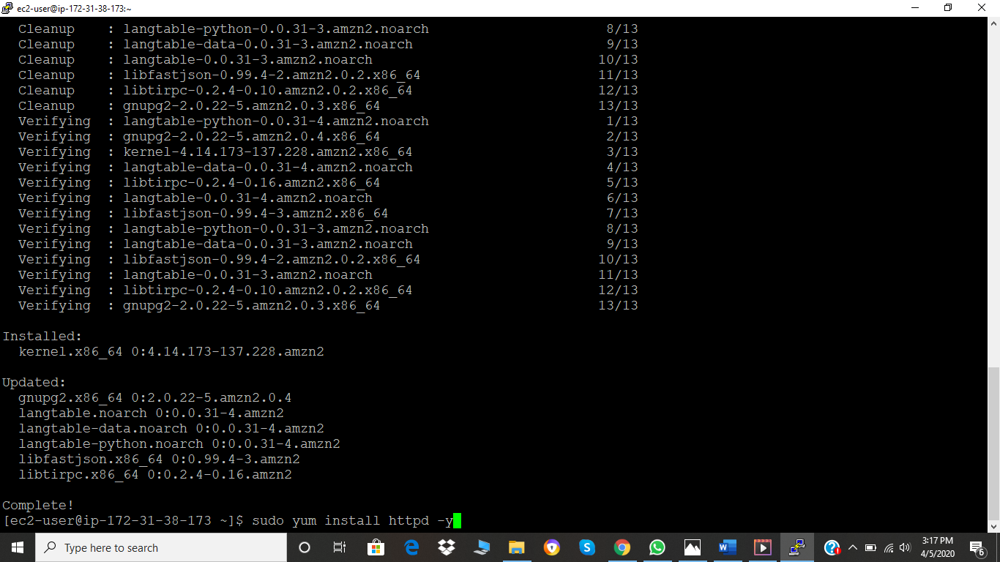 ec2-user@ip-172-31-38-173:~
Cleanup : langtable-python-0.0.31-3.amzn2.noarch 8/13
Cleanup : langtable-data-0.0.31-3.amzn2.noarch 9/13
Cleanup : langtable-0.0.31-3.amzn2.noarch 10/13
Cleanup : libfastjson-0.99.4-2.amzn2.0.2.x86_64 11/13
Cleanup : libtirpc-0.2.4-0.10.amzn2.0.2.x86_64 12/13
Cleanup : gnupg2-2.0.22-5.amzn2.0.3.x86_64 13/13
Verifying : langtable-python-0.0.31-4.amzn2.noarch 1/13
Verifying : gnupg2-2.0.22-5.amzn2.0.4.x86_64 2/13
Verifying : kernel-4.14.173-137.228.amzn2.x86_64 3/13
Verifying : langtable-data-0.0.31-4.amzn2.noarch 4/13
Verifying : libtirpc-0.2.4-0.16.amzn2.x86_64 5/13
Verifying : langtable-0.0.31-4.amzn2.noarch 6/13
Verifying : libfastjson-0.99.4-3.amzn2.x86_64 7/13
Verifying : langtable-python-0.0.31-3.amzn2.noarch 8/13
Verifying : langtable-data-0.0.31-3.amzn2.noarch 9/13
Verifying : libfastjson-0.99.4-2.amzn2.0.2.x86_64 10/13
Verifying : langtable-0.0.31-3.amzn2.noarch 11/13
Verifying : libtirpc-0.2.4-0.10.amzn2.0.2.x86_64 12/13
Verifying : gnupg2-2.0.22-5.amzn2.0.3.x86_64 13/13
Installed:
kernel.x86_64 0:4.14.173-137.228.amzn2
Updated:
gnupg2.x86_64 0:2.0.22-5.amzn2.0.4
langtable.noarch 0:0.0.31-4.amzn2
langtable-data.noarch 0:0.0.31-4.amzn2
langtable-python.noarch 0:0.0.31-4.amzn2
libfastjson.x86_64 0:0.99.4-3.amzn2
libtirpc.x86_64 0:0.2.4-0.16.amzn2
Complete!
[ec2-user@ip-172-31-38-173 ~]$ sudo yum install httpd -y
Type here to search
3:17 PM
4/5/2020
6